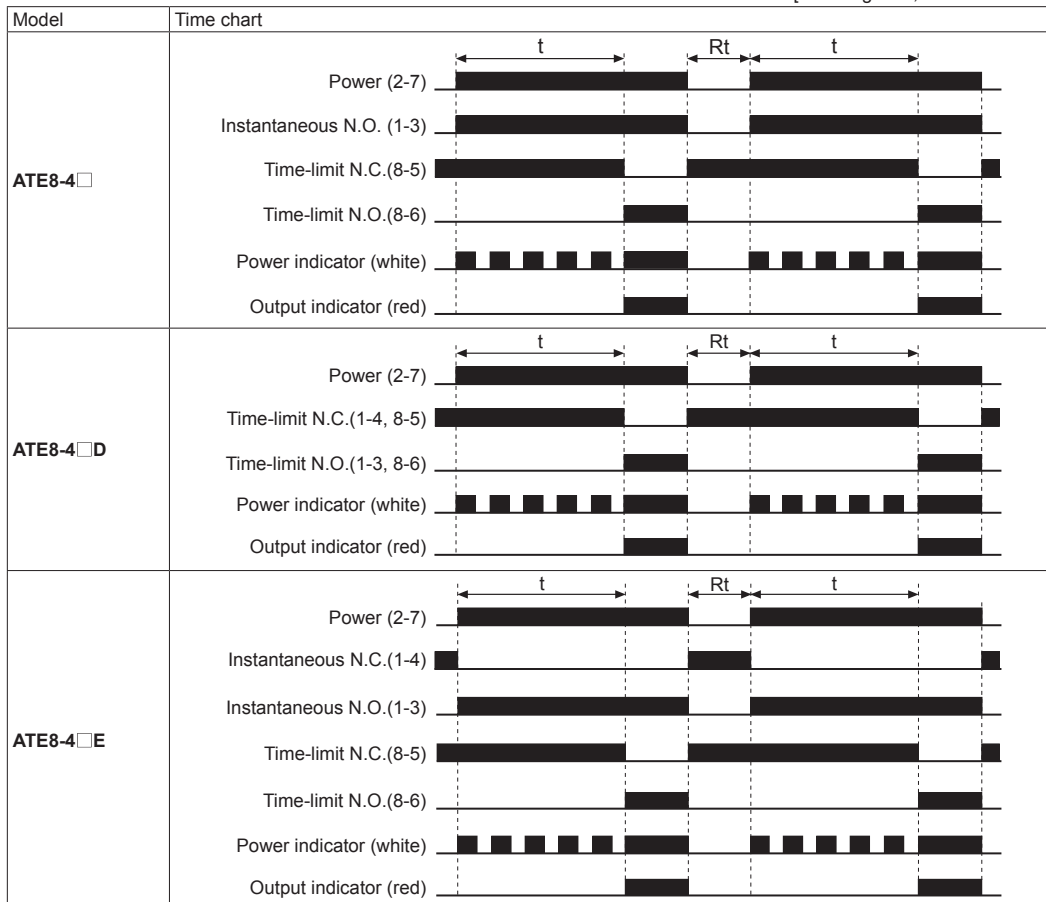 Model Time chart
ATE8-4□
t Rt t
Power (2-7)
Instantaneous N.O. (1-3)
Time-limit N.C.(8-5)
Time-limit N.O.(8-6)
Power indicator (white)
Output indicator (red)
ATE8-4□D
t Rt t
Power (2-7)
Time-limit N.C.(1-4, 8-5)
Time-limit N.O.(1-3, 8-6)
Power indicator (white)
Output indicator (red)
ATE8-4□E
t Rt t
Power (2-7)
Instantaneous N.C.(1-4)
Instantaneous N.O.(1-3)
Time-limit N.C.(8-5)
Time-limit N.O.(8-6)
Power indicator (white)
Output indicator (red)